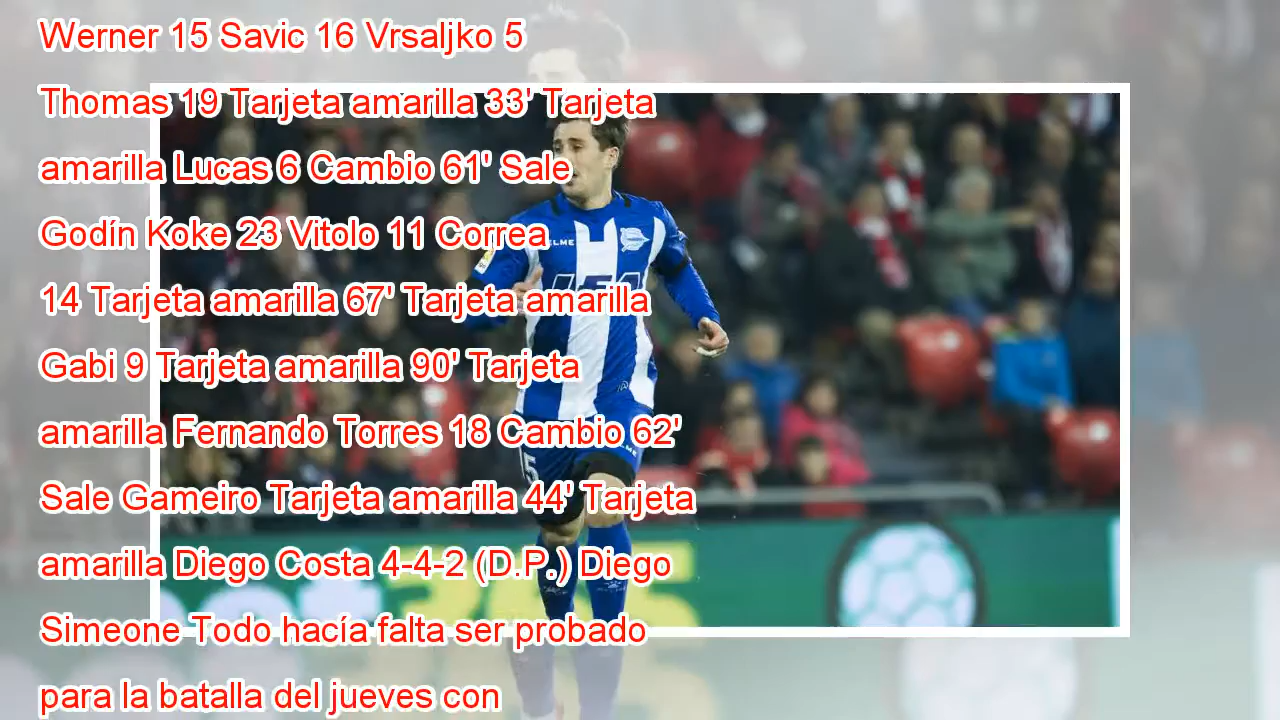 Werner 15 Savic 16 Vrsaljko 5
Thomas 19 Tarjeta amarilla 33' Tarjeta
amarilla Lucas 6 Cambio 61' Sale
Godín Koke 23 Vitolo 11 Correa
14 Tarjeta amarilla 67' Tarjeta amarilla
Gabi 9 Tarjeta amarilla 90' Tarjeta
amarilla Fernando Torres 18 Cambio 62'
Sale Gameiro Tarjeta amarilla 44' Tarjeta
amarilla Diego Costa 4-4-2 (D.P.) Diego
Simeone Todo hacía falta ser probado
para la batalla del jueves con